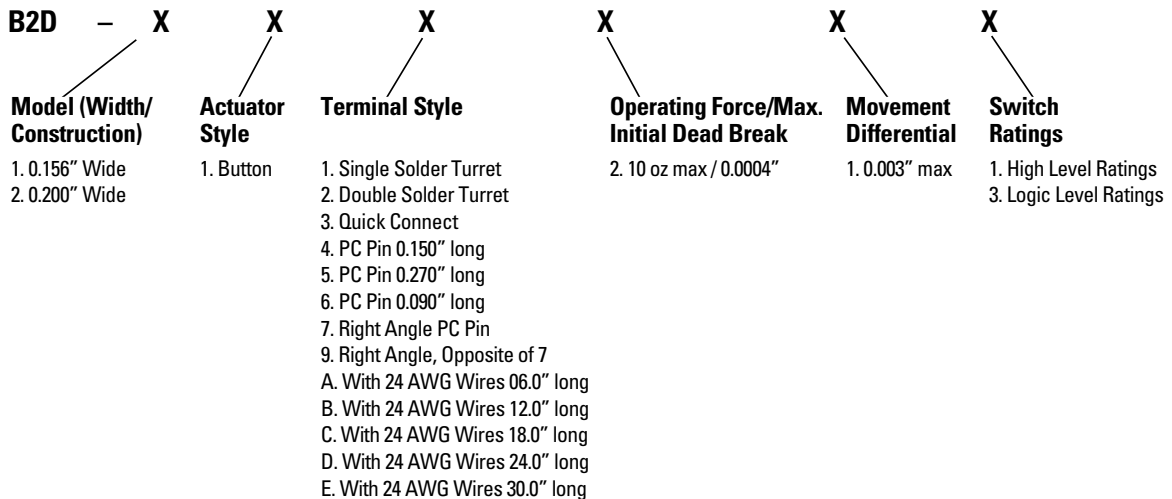 B2D – X X X X X X
Model (Width/
Construction)
1. 0.156" Wide
2. 0.200" Wide
Actuator
Style
1. Button
Terminal Style
1. Single Solder Turret
2. Double Solder Turret
3. Quick Connect
4. PC Pin 0.150" long
5. PC Pin 0.270" long
6. PC Pin 0.090" long
7. Right Angle PC Pin
9. Right Angle, Opposite of 7
A. With 24 AWG Wires 06.0" long
B. With 24 AWG Wires 12.0" long
C. With 24 AWG Wires 18.0" long
D. With 24 AWG Wires 24.0" long
E. With 24 AWG Wires 30.0" long
Operating Force/Max.
Initial Dead Break
2. 10 oz max / 0.0004"
Movement
Differential
1. 0.003" max
Switch
Ratings
1. High Level Ratings
3. Logic Level Ratings